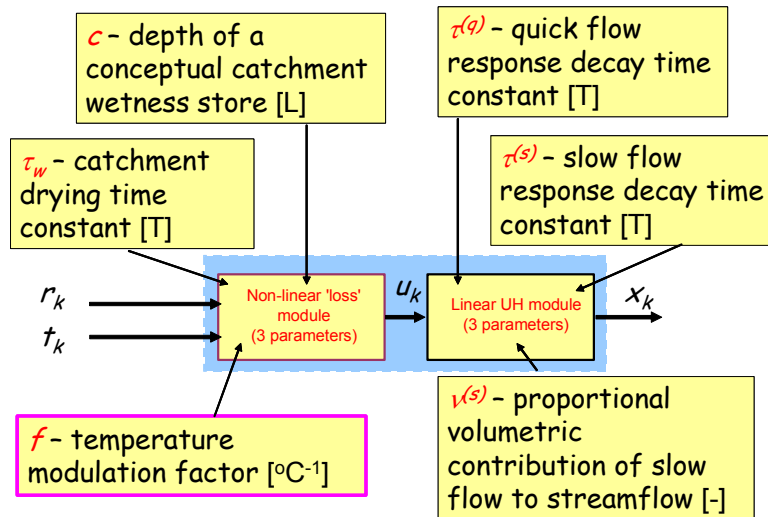 c – depth of a
conceptual catchment
wetness store [L]
τ(q) – quick flow
response decay time
constant [T]
τw – catchment
drying time
constant [T]
τ(s) – slow flow
response decay time
constant [T]
rk
tk
Non-linear 'loss'
module
(3 parameters)
uk
Linear UH module
(3 parameters)
xk
f – temperature
modulation factor [oC-1]
ν(s) – proportional
volumetric
contribution of slow
flow to streamflow [-]